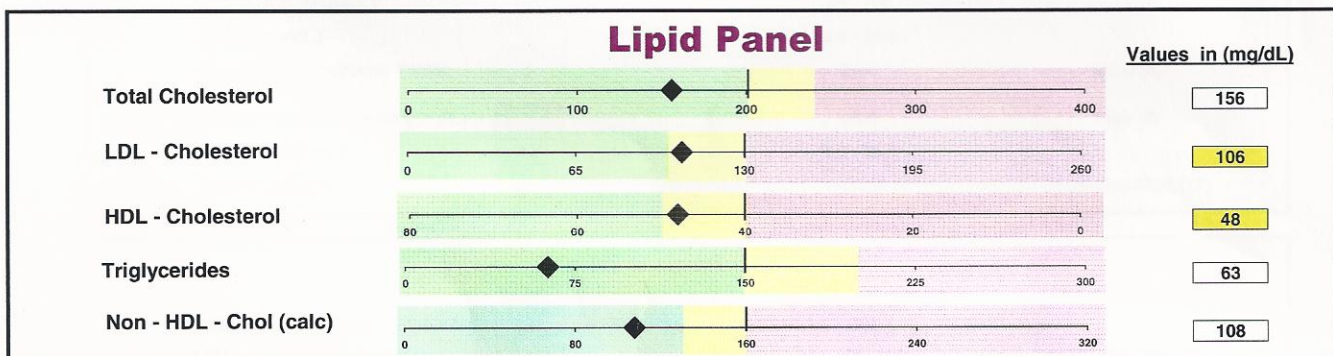 Lipid Panel
Values in (mg/dL)
Total Cholesterol
0 100 200 300 400
156
LDL - Cholesterol
0 65 130 195 260
106
HDL - Cholesterol
80 60 40 20 0
48
Triglycerides
0 75 150 225 300
63
Non - HDL - Chol (calc)
0 80 160 240 320
108